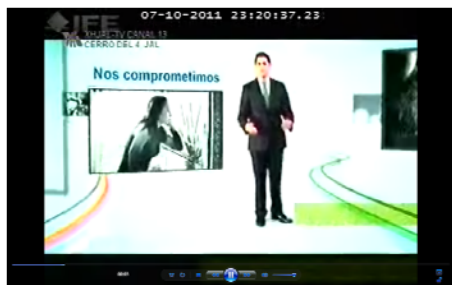 07-10-2011 23:20:37.23
IFE
XHJAL-TV CANAL 13
CERRO DEL 4 JAL
Nos comprometimos